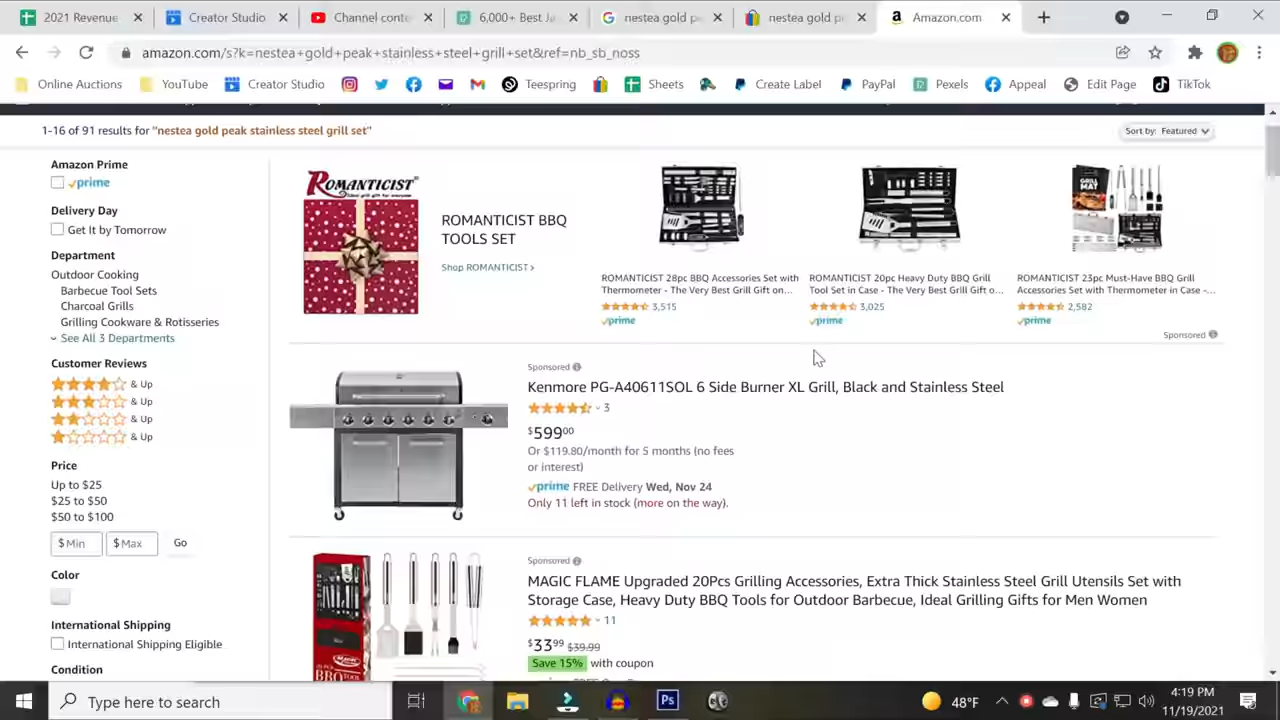 2021 Revenue
Creator Studio
Channel conte
6,000+ Best Je
nestea gold p
nestea gold p
Amazon.com
amazon.com/s?k=nestea+gold+peak+stainless+steel+grill+set&ref=nb_sb_noss
Online Auctions
YouTube
Creator Studio
Teespring
Sheets
Create Label
PayPal
Pexels
Appeal
Edit Page
TikTok
1-16 of 91 results for "nestea gold peak stainless steel grill set"
Sort by: Featured
Amazon Prime
prime
Delivery Day
Get It by Tomorrow
Department
Outdoor Cooking
Barbecue Tool Sets
Charcoal Grills
Grilling Cookware & Rotisseries
See All 3 Departments
Customer Reviews
& Up
& Up
& Up
& Up
Price
Up to $25
$25 to $50
$50 to $100
$ Min
$ Max
Go
Color
International Shipping
International Shipping Eligible
Condition
ROMANTICIST
ROMANTICIST BBQ
TOOLS SET
Shop ROMANTICIST ›
ROMANTICIST 28pc BBQ Accessories Set with
Thermometer - The Very Best Grill Gift on...
3,515
prime
ROMANTICIST 20pc Heavy Duty BBQ Grill
Tool Set in Case - The Very Best Grill Gift o...
3,025
prime
GRILL
MAT
ROMANTICIST 23pc Must-Have BBQ Grill
Accessories Set with Thermometer in Case -...
2,582
prime
Sponsored
Sponsored
Kenmore PG-A40611SOL 6 Side Burner XL Grill, Black and Stainless Steel
3
$599 00
Or $119.80/month for 5 months (no fees
or interest)
prime FREE Delivery Wed, Nov 24
Only 11 left in stock (more on the way).
Sponsored
MAGIC FLAME Upgraded 20Pcs Grilling Accessories, Extra Thick Stainless Steel Grill Utensils Set with
Storage Case, Heavy Duty BBQ Tools for Outdoor Barbecue, Ideal Grilling Gifts for Men Women
11
$33 99 $39.99
Save 15% with coupon
BBQ
Type here to search
Ps
48°F
4:19 PM
11/19/2021